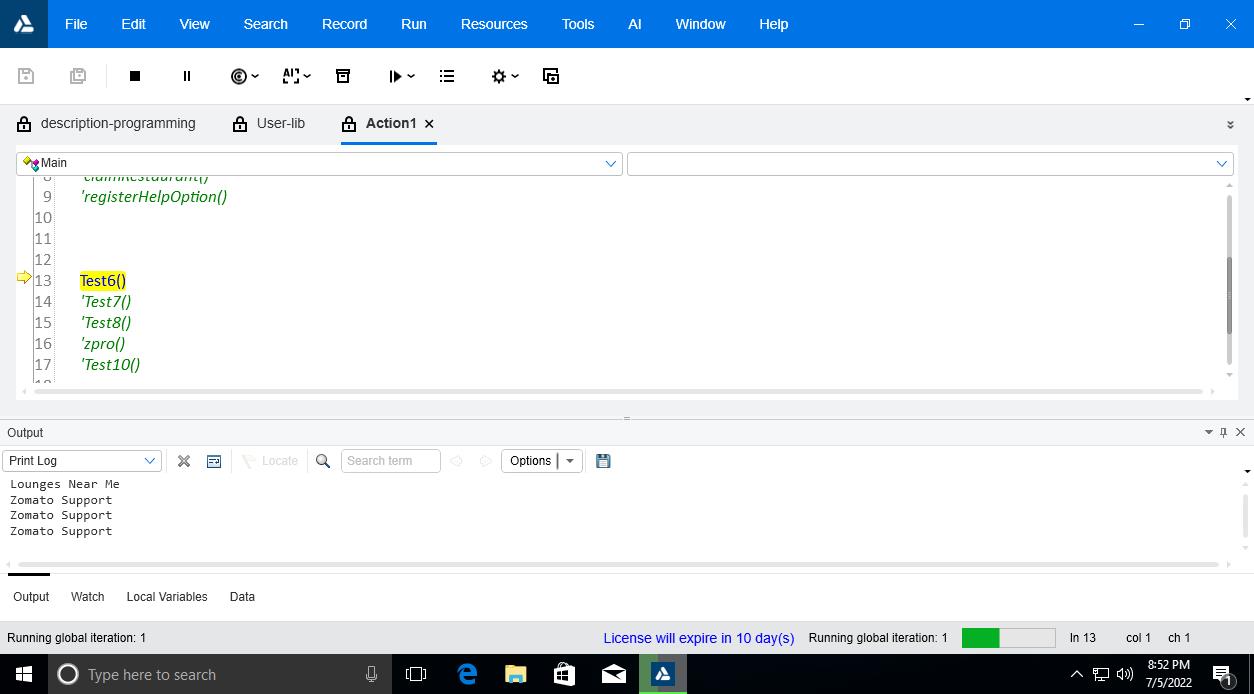 File Edit View Search Record Run Resources Tools AI Window Help
description-programming User-lib Action1
Main
8 'claimRestaurant()
9 'registerHelpOption()
10
11
12
13 Test6()
14 'Test7()
15 'Test8()
16 'zpro()
17 'Test10()
18
Output
Print Log Locate Search term Options
Lounges Near Me
Zomato Support
Zomato Support
Zomato Support
Output Watch Local Variables Data
Running global iteration: 1 License will expire in 10 day(s) Running global iteration: 1 ln 13 col 1 ch 1
Type here to search 8:52 PM
7/5/2022 1